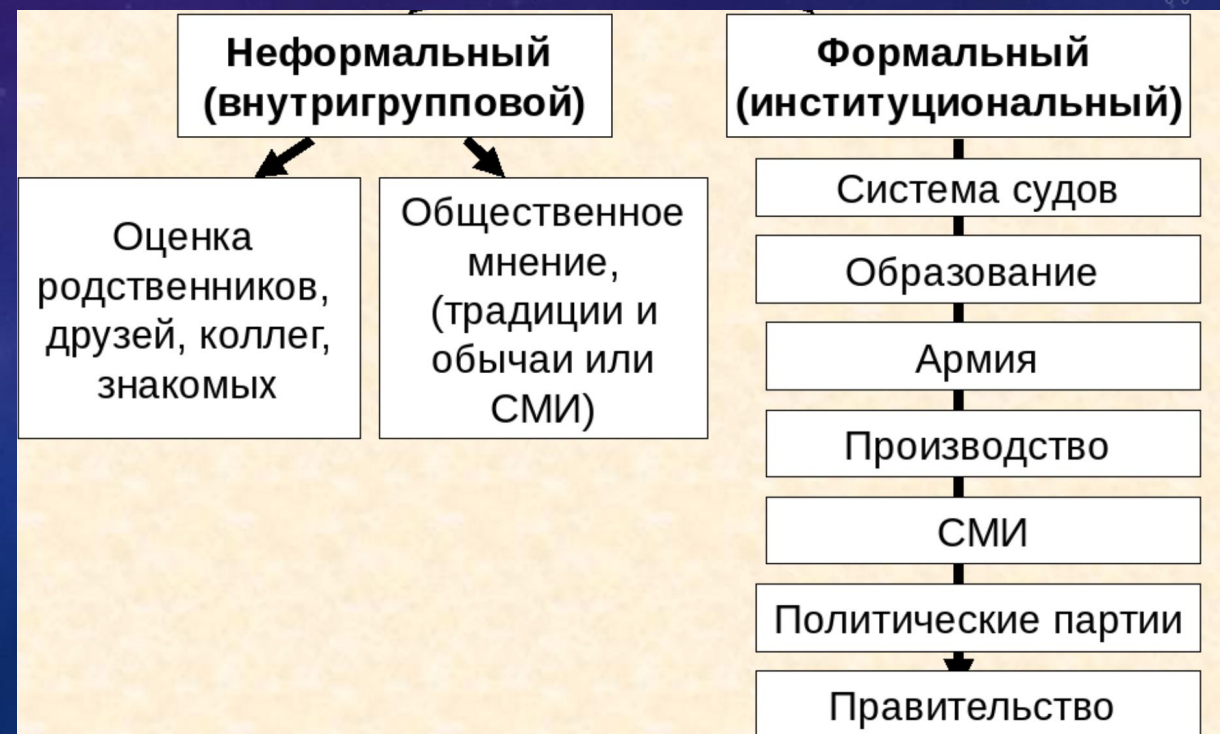 Неформальный
(внутригрупповой)
Формальный
(институциональный)
Оценка
родственников,
друзей, коллег,
знакомых
Общественное
мнение,
(традиции и
обычаи или
СМИ)
Система судов
Образование
Армия
Производство
СМИ
Политические партии
Правительство